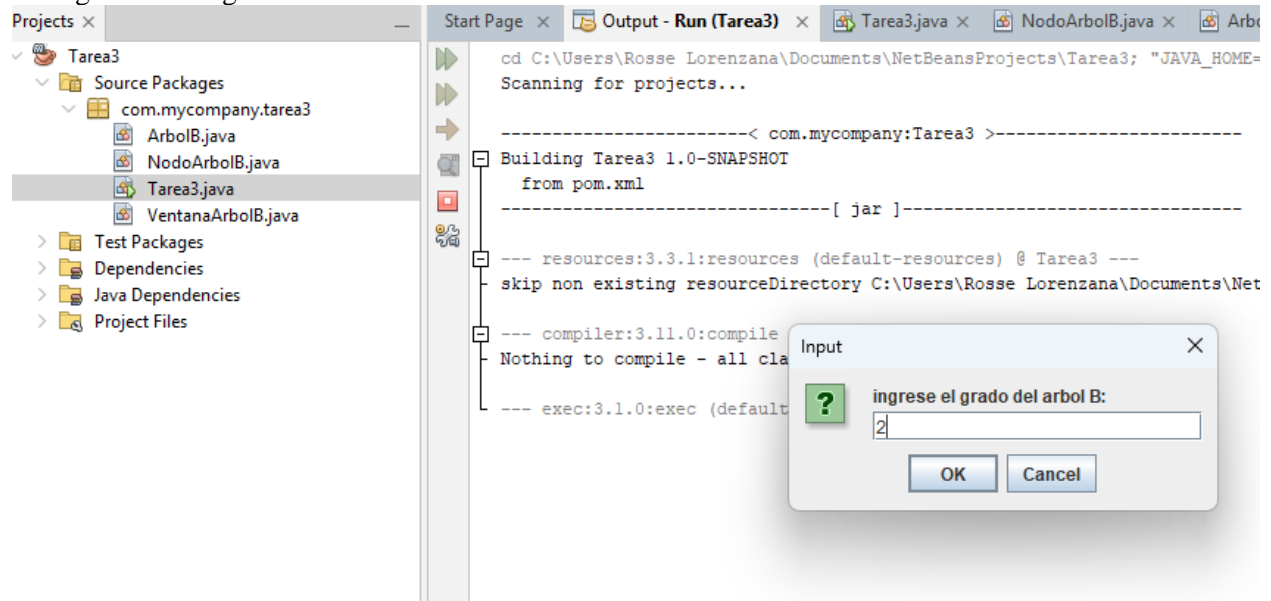 Projects
Tarea3
Source Packages
com.mycompany.tarea3
ArbolB.java
NodoArbolB.java
Tarea3.java
VentanaArbolB.java
Test Packages
Dependencies
Java Dependencies
Project Files
Start Page Output - Run (Tarea3) Tarea3.java NodoArbolB.java Arbo
cd C:\Users\Rosse Lorenzana\Documents\NetBeansProjects\Tarea3; "JAVA_HOME=
Scanning for projects...
------------------------< com.mycompany:Tarea3 >------------------------
Building Tarea3 1.0-SNAPSHOT
from pom.xml
--------------------------------[ jar ]---------------------------------
--- resources:3.3.1:resources (default-resources) @ Tarea3 ---
skip non existing resourceDirectory C:\Users\Rosse Lorenzana\Documents\Net
--- compiler:3.11.0:compile
Nothing to compile - all cla
--- exec:3.1.0:exec (default
Input
ingrese el grado del arbol B:
2
OK Cancel